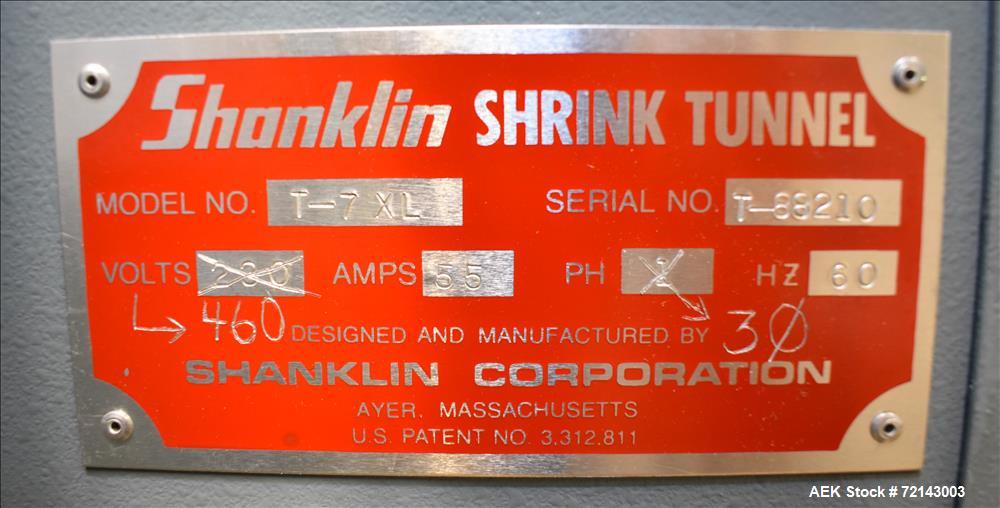 Shanklin SHRINK TUNNEL
MODEL NO. T-7 XL SERIAL NO. T-88210
VOLTS 230 AMPS 55 PH HZ 60
460 DESIGNED AND MANUFACTURED BY 3Ø
SHANKLIN CORPORATION
AYER, MASSACHUSETTS
U.S. PATENT NO. 3,312,811
AEK Stock # 72143003